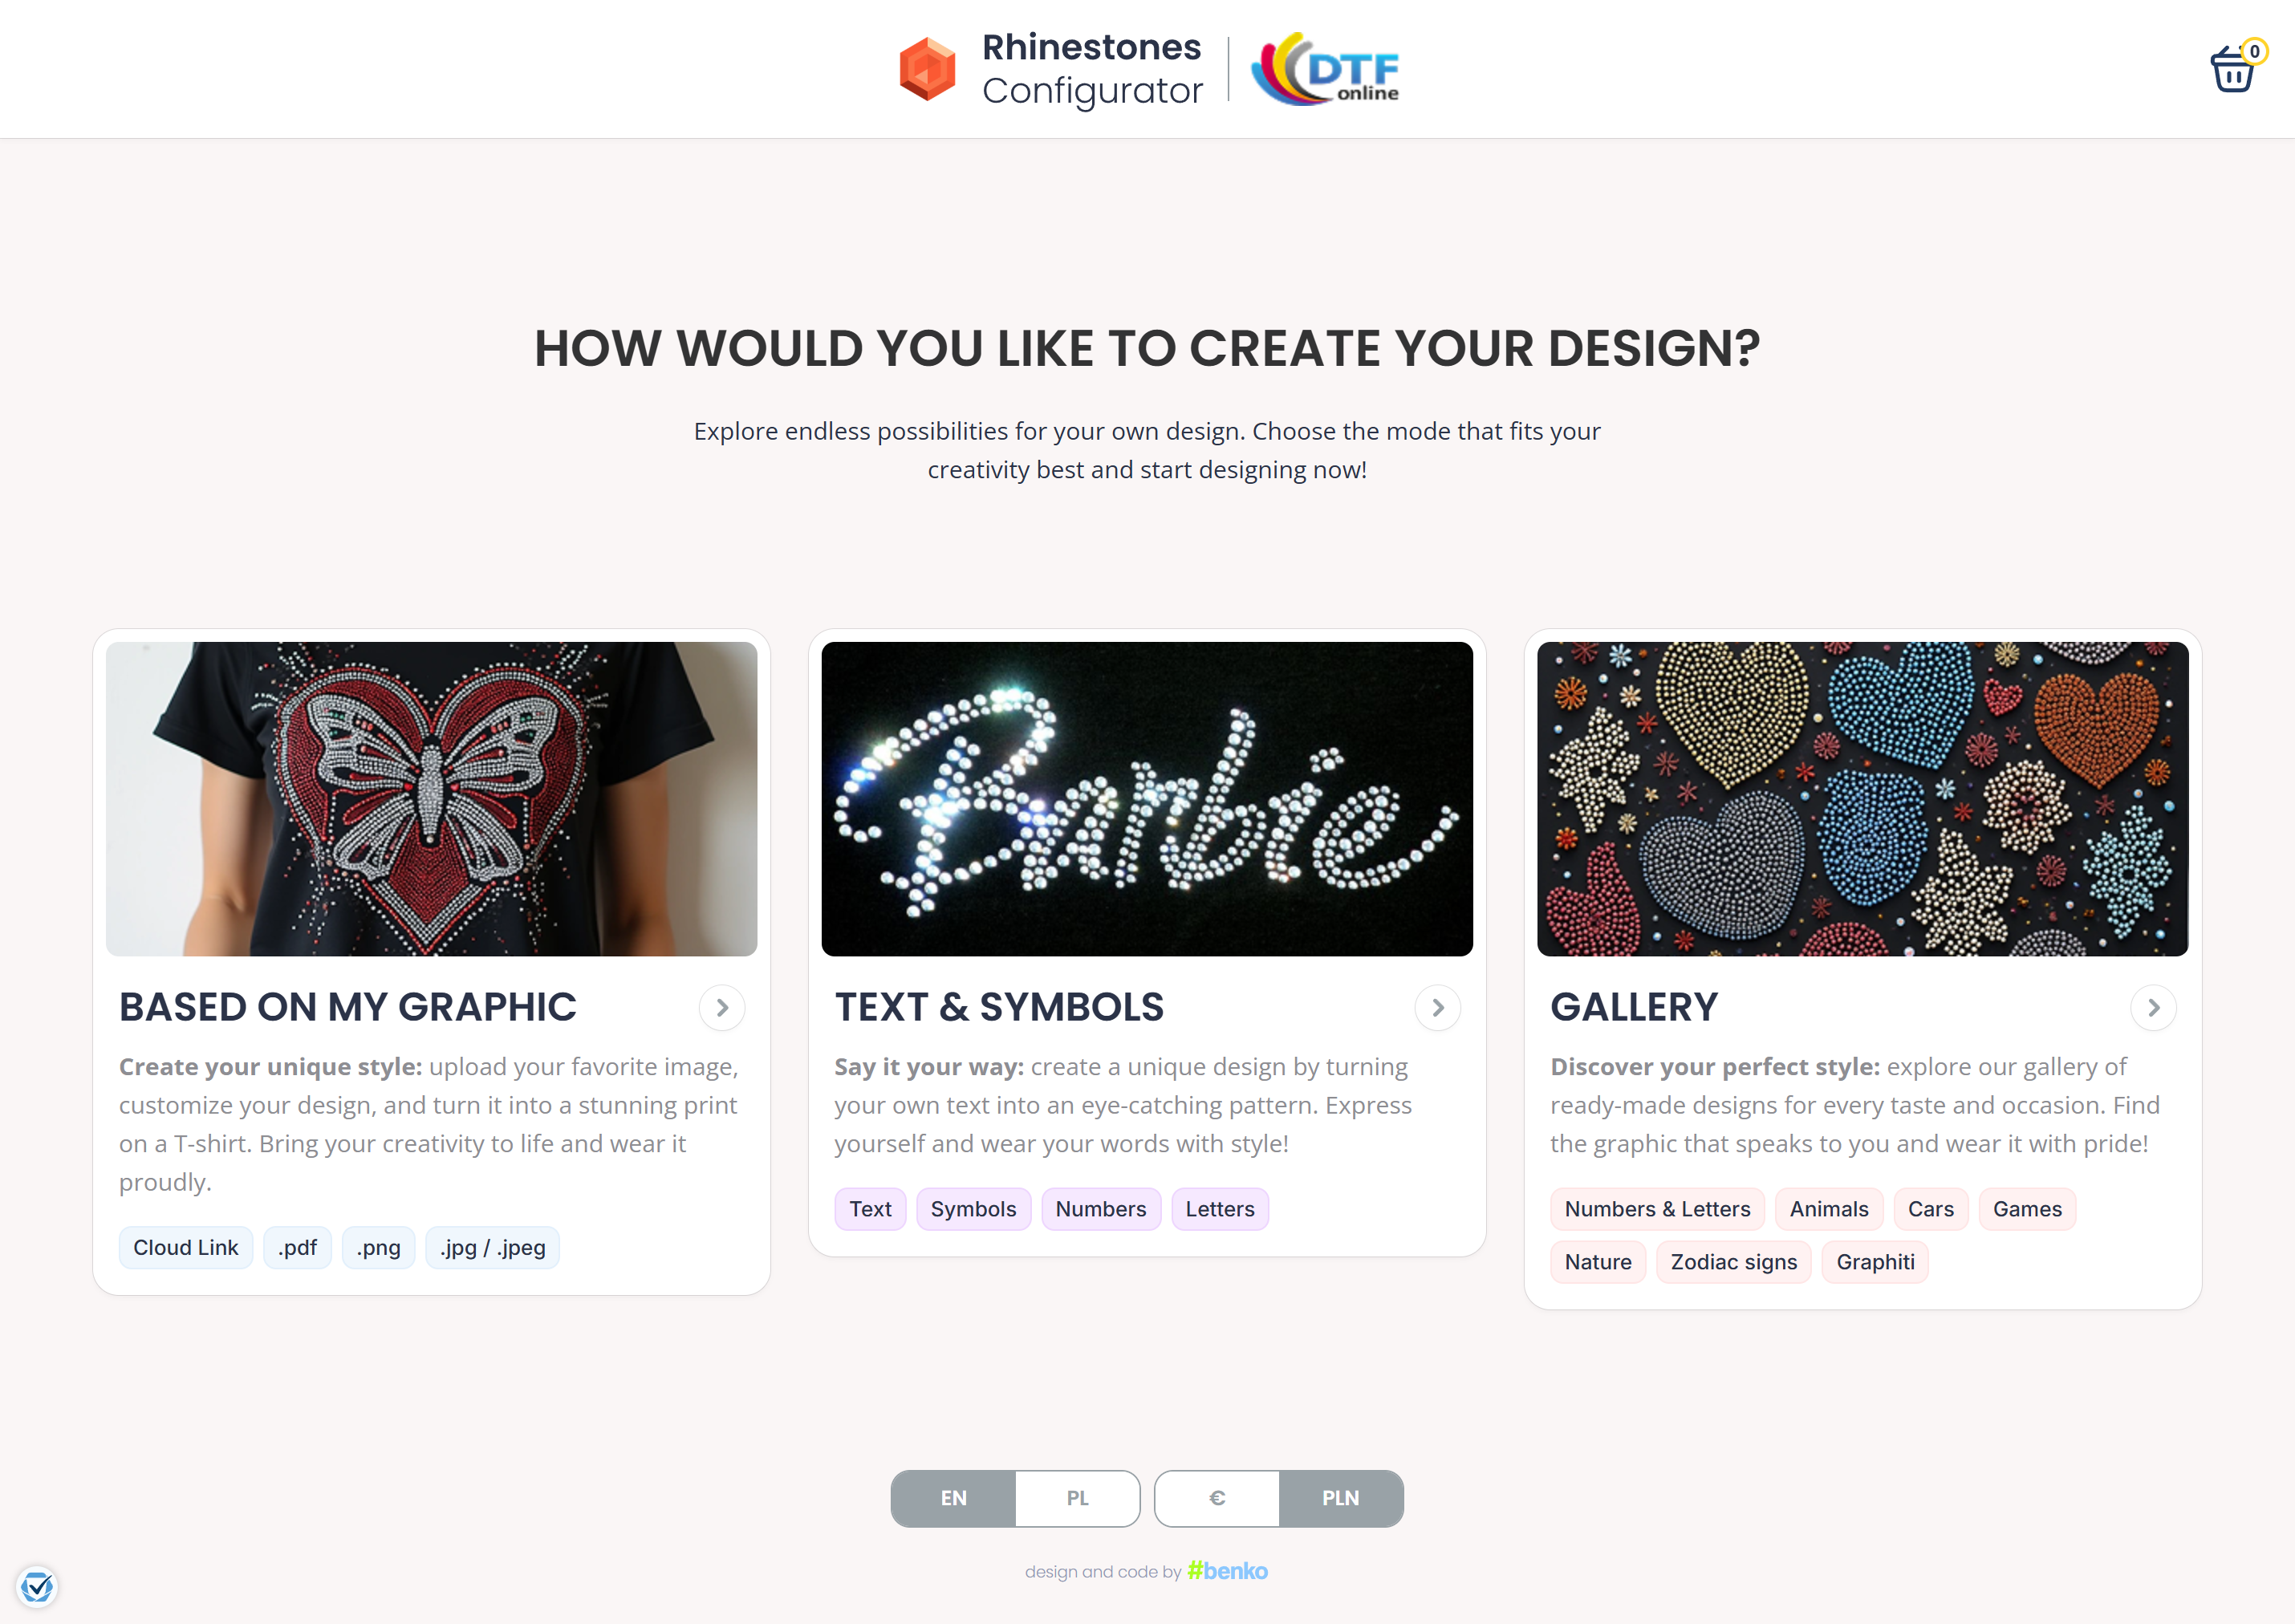 Rhinestones
Configurator
DTF
online
0
HOW WOULD YOU LIKE TO CREATE YOUR DESIGN?
Explore endless possibilities for your own design. Choose the mode that fits your
creativity best and start designing now!
Barbie
BASED ON MY GRAPHIC
Create your unique style: upload your favorite image,
customize your design, and turn it into a stunning print
on a T-shirt. Bring your creativity to life and wear it
proudly.
Cloud Link .pdf .png .jpg / .jpeg
TEXT & SYMBOLS
Say it your way: create a unique design by turning
your own text into an eye-catching pattern. Express
yourself and wear your words with style!
Text Symbols Numbers Letters
GALLERY
Discover your perfect style: explore our gallery of
ready-made designs for every taste and occasion. Find
the graphic that speaks to you and wear it with pride!
Numbers & Letters Animals Cars Games
Nature Zodiac signs Graphiti
EN PL € PLN
design and code by #benko